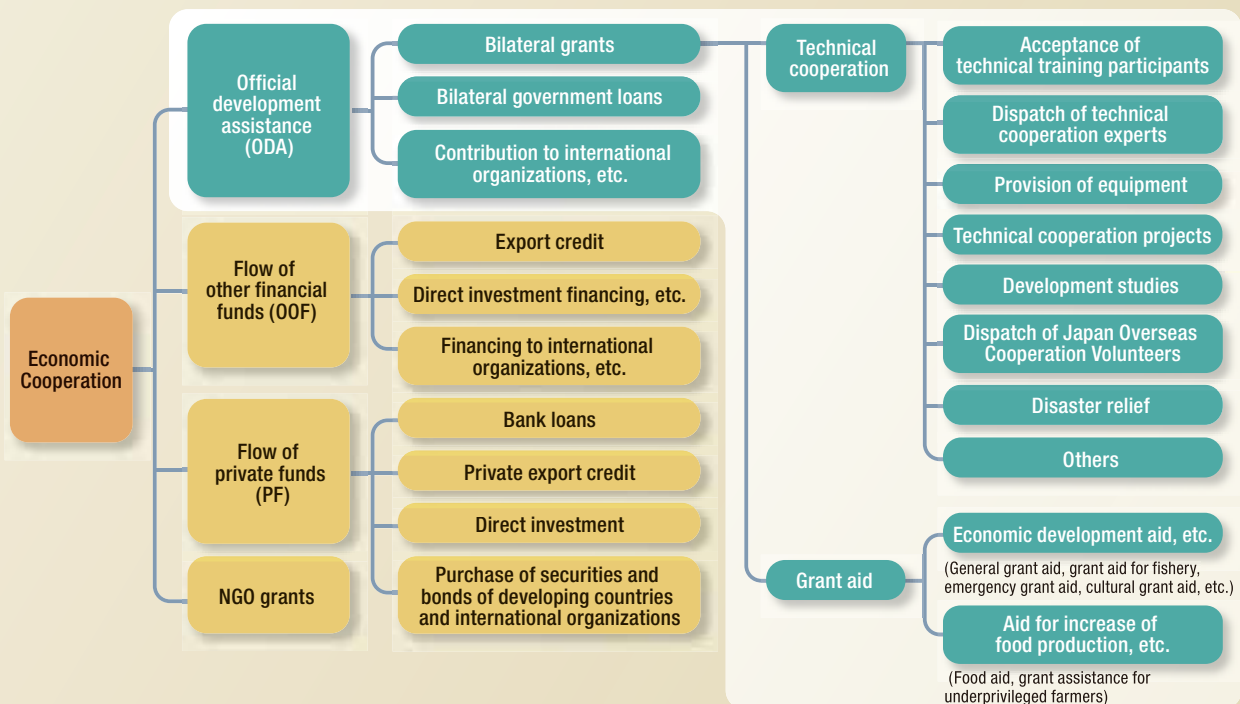 Economic
Cooperation
Official
development
assistance
(ODA)
Bilateral grants
Bilateral government loans
Contribution to international
organizations, etc.
Flow of
other financial
funds (OOF)
Export credit
Direct investment financing, etc.
Financing to international
organizations, etc.
Flow of
private funds
(PF)
Bank loans
Private export credit
Direct investment
Purchase of securities and
bonds of developing countries
and international organizations
NGO grants
Technical
cooperation
Acceptance of
technical training participants
Dispatch of technical
cooperation experts
Provision of equipment
Technical cooperation projects
Development studies
Dispatch of Japan Overseas
Cooperation Volunteers
Disaster relief
Others
Grant aid
Economic development aid, etc.
(General grant aid, grant aid for fishery,
emergency grant aid, cultural grant aid, etc.)
Aid for increase of
food production, etc.
(Food aid, grant assistance for
underprivileged farmers)